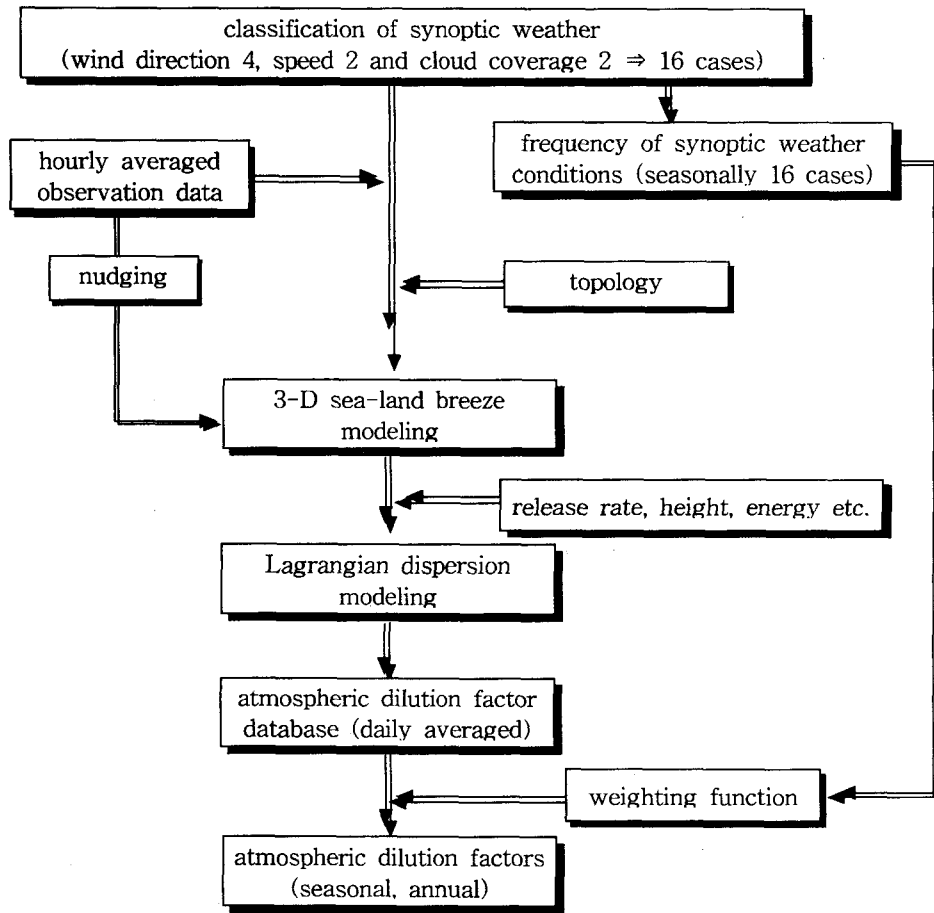 classification of synoptic weather
(wind direction 4, speed 2 and cloud coverage 2 ⇒ 16 cases)
frequency of synoptic weather
conditions (seasonally 16 cases)
hourly averaged
observation data
nudging
topology
3-D sea-land breeze
modeling
release rate, height, energy etc.
Lagrangian dispersion
modeling
atmospheric dilution factor
database (daily averaged)
weighting function
atmospheric dilution factors
(seasonal, annual)